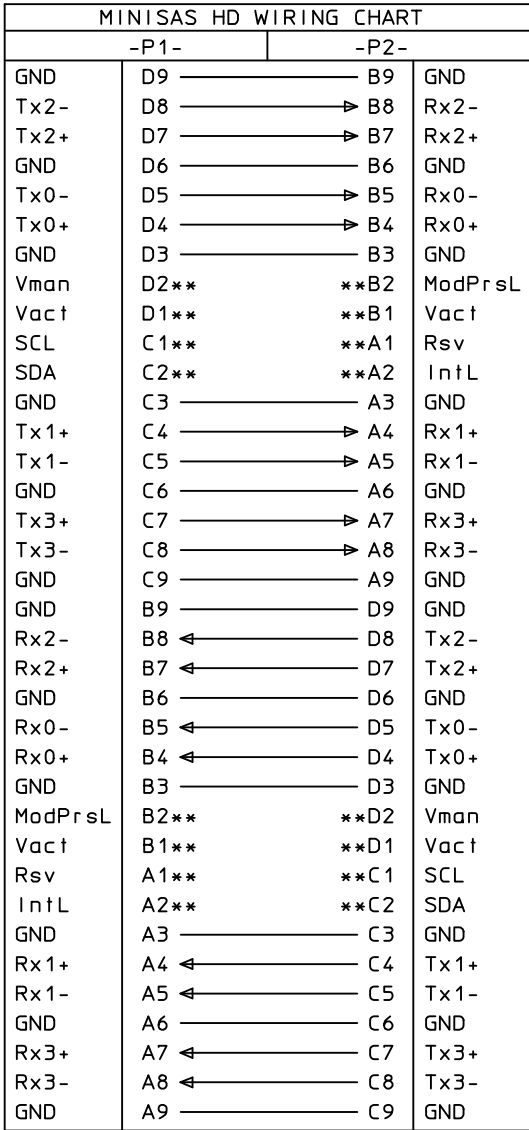 MINISAS HD WIRING CHART
-P1- -P2-
GND D9 B9 GND
Tx2- D8 B8 Rx2-
Tx2+ D7 B7 Rx2+
GND D6 B6 GND
Tx0- D5 B5 Rx0-
Tx0+ D4 B4 Rx0+
GND D3 B3 GND
Vman D2** **B2 ModPrsL
Vact D1** **B1 Vact
SCL C1** **A1 Rsv
SDA C2** **A2 IntL
GND C3 A3 GND
Tx1+ C4 A4 Rx1+
Tx1- C5 A5 Rx1-
GND C6 A6 GND
Tx3+ C7 A7 Rx3+
Tx3- C8 A8 Rx3-
GND C9 A9 GND
GND B9 D9 GND
Rx2- B8 D8 Tx2-
Rx2+ B7 D7 Tx2+
GND B6 D6 GND
Rx0- B5 D5 Tx0-
Rx0+ B4 D4 Tx0+
GND B3 D3 GND
ModPrsL B2** **D2 Vman
Vact B1** **D1 Vact
Rsv A1** **C1 SCL
IntL A2** **C2 SDA
GND A3 C3 GND
Rx1+ A4 C4 Tx1+
Rx1- A5 C5 Tx1-
GND A6 C6 GND
Rx3+ A7 C7 Tx3+
Rx3- A8 C8 Tx3-
GND A9 C9 GND